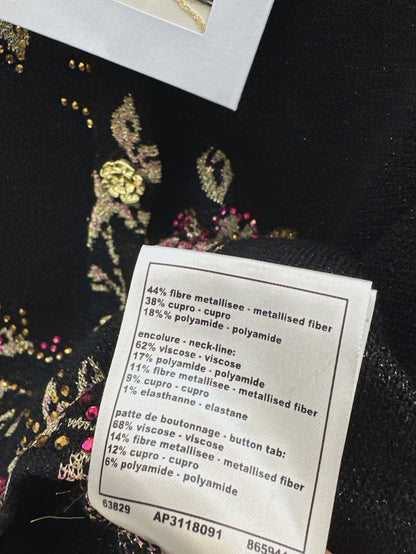 44% fibre metallisee - metallised fiber
38% cupro - cupro
18%% polyamide - polyamide
encolure - neck-line:
62% viscose - viscose
17% polyamide - polyamide
11% fibre metallisee - metallised fiber
9% cupro - cupro
1% elasthanne - elastane
patte de boutonnage - button tab:
68% viscose - viscose
14% fibre metallisee - metallised fiber
12% cupro - cupro
6% polyamide - polyamide
63829 AP3118091